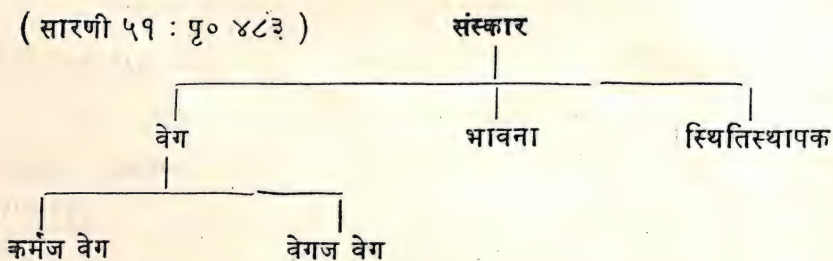 ( सारणी ५१ : पृ० ४८३ ) संस्कार
वेग भावना स्थितिस्थापक
कर्मज वेग वेगज वेग